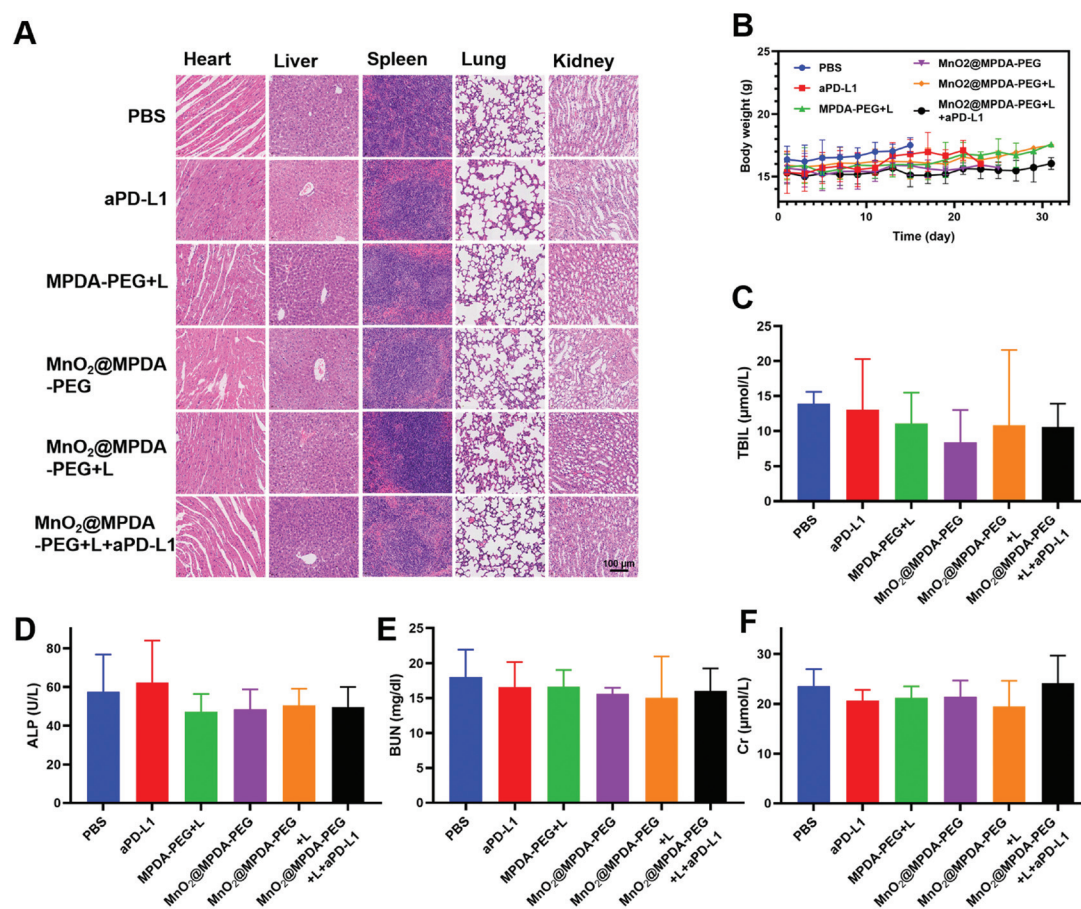 A
Heart Liver Spleen Lung Kidney
PBS
aPD-L1
MPDA-PEG+L
MnO₂@MPDA
-PEG
MnO₂@MPDA
-PEG+L
MnO₂@MPDA
-PEG+L+aPD-L1
100 μm
B
Body weight (g)
25
20
15
0 10 20 30
Time (day)
PBS
aPD-L1
MPDA-PEG+L
MnO2@MPDA-PEG
MnO2@MPDA-PEG+L
MnO2@MPDA-PEG+L
+aPD-L1
C
TBIL (μmol/L)
25
20
15
10
5
0
PBS
aPD-L1
MPDA-PEG+L
MnO₂@MPDA-PEG
MnO₂@MPDA-PEG
+L
MnO₂@MPDA-PEG
+L+aPD-L1
D
ALP (U/L)
80
60
40
20
0
PBS
aPD-L1
MPDA-PEG+L
MnO₂@MPDA-PEG
MnO₂@MPDA-PEG
+L
MnO₂@MPDA-PEG
+L+aPD-L1
E
BUN (mg/dl)
25
20
15
10
5
0
PBS
aPD-L1
MPDA-PEG+L
MnO₂@MPDA-PEG
MnO₂@MPDA-PEG
+L
MnO₂@MPDA-PEG
+L+aPD-L1
F
Cr (μmol/L)
30
20
10
0
PBS
aPD-L1
MPDA-PEG+L
MnO₂@MPDA-PEG
MnO₂@MPDA-PEG
+L
MnO₂@MPDA-PEG
+L+aPD-L1